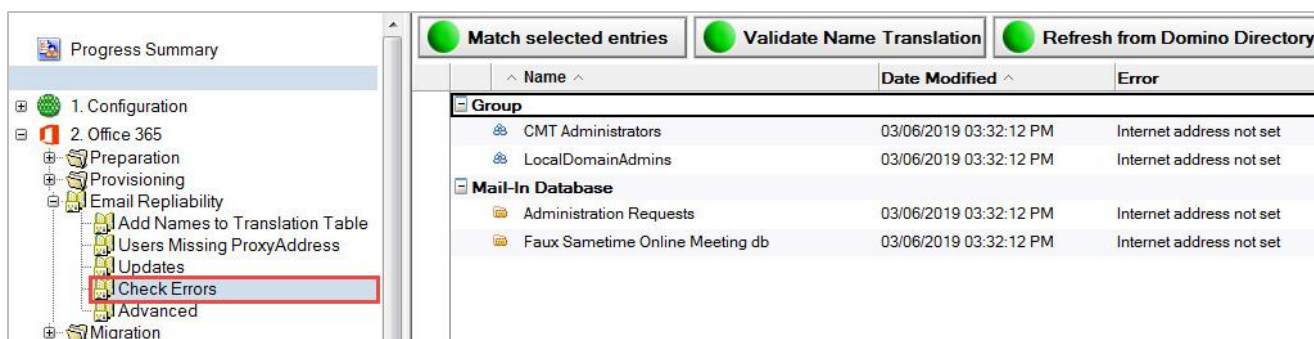 Progress Summary
1. Configuration
2. Office 365
Preparation
Provisioning
Email Repliability
Add Names to Translation Table
Users Missing ProxyAddress
Updates
Check Errors
Advanced
Migration
Match selected entries Validate Name Translation Refresh from Domino Directory
Name Date Modified Error
Group
CMT Administrators 03/06/2019 03:32:12 PM Internet address not set
LocalDomainAdmins 03/06/2019 03:32:12 PM Internet address not set
Mail-In Database
Administration Requests 03/06/2019 03:32:12 PM Internet address not set
Faux Sametime Online Meeting db 03/06/2019 03:32:12 PM Internet address not set